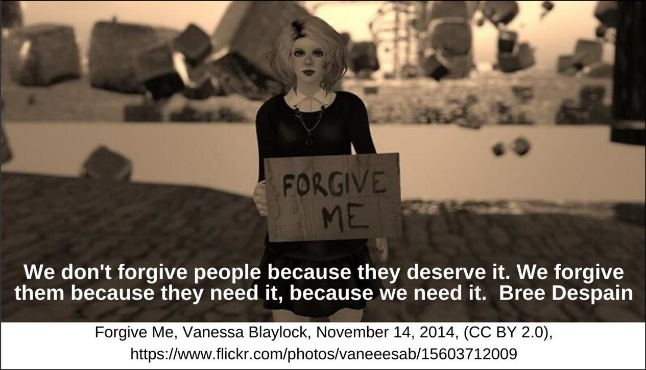 FORGIVE
ME
We don't forgive people because they deserve it. We forgive
them because they need it, because we need it. Bree Despain
Forgive Me, Vanessa Blaylock, November 14, 2014, (CC BY 2.0),
https://www.flickr.com/photos/vaneeesab/15603712009